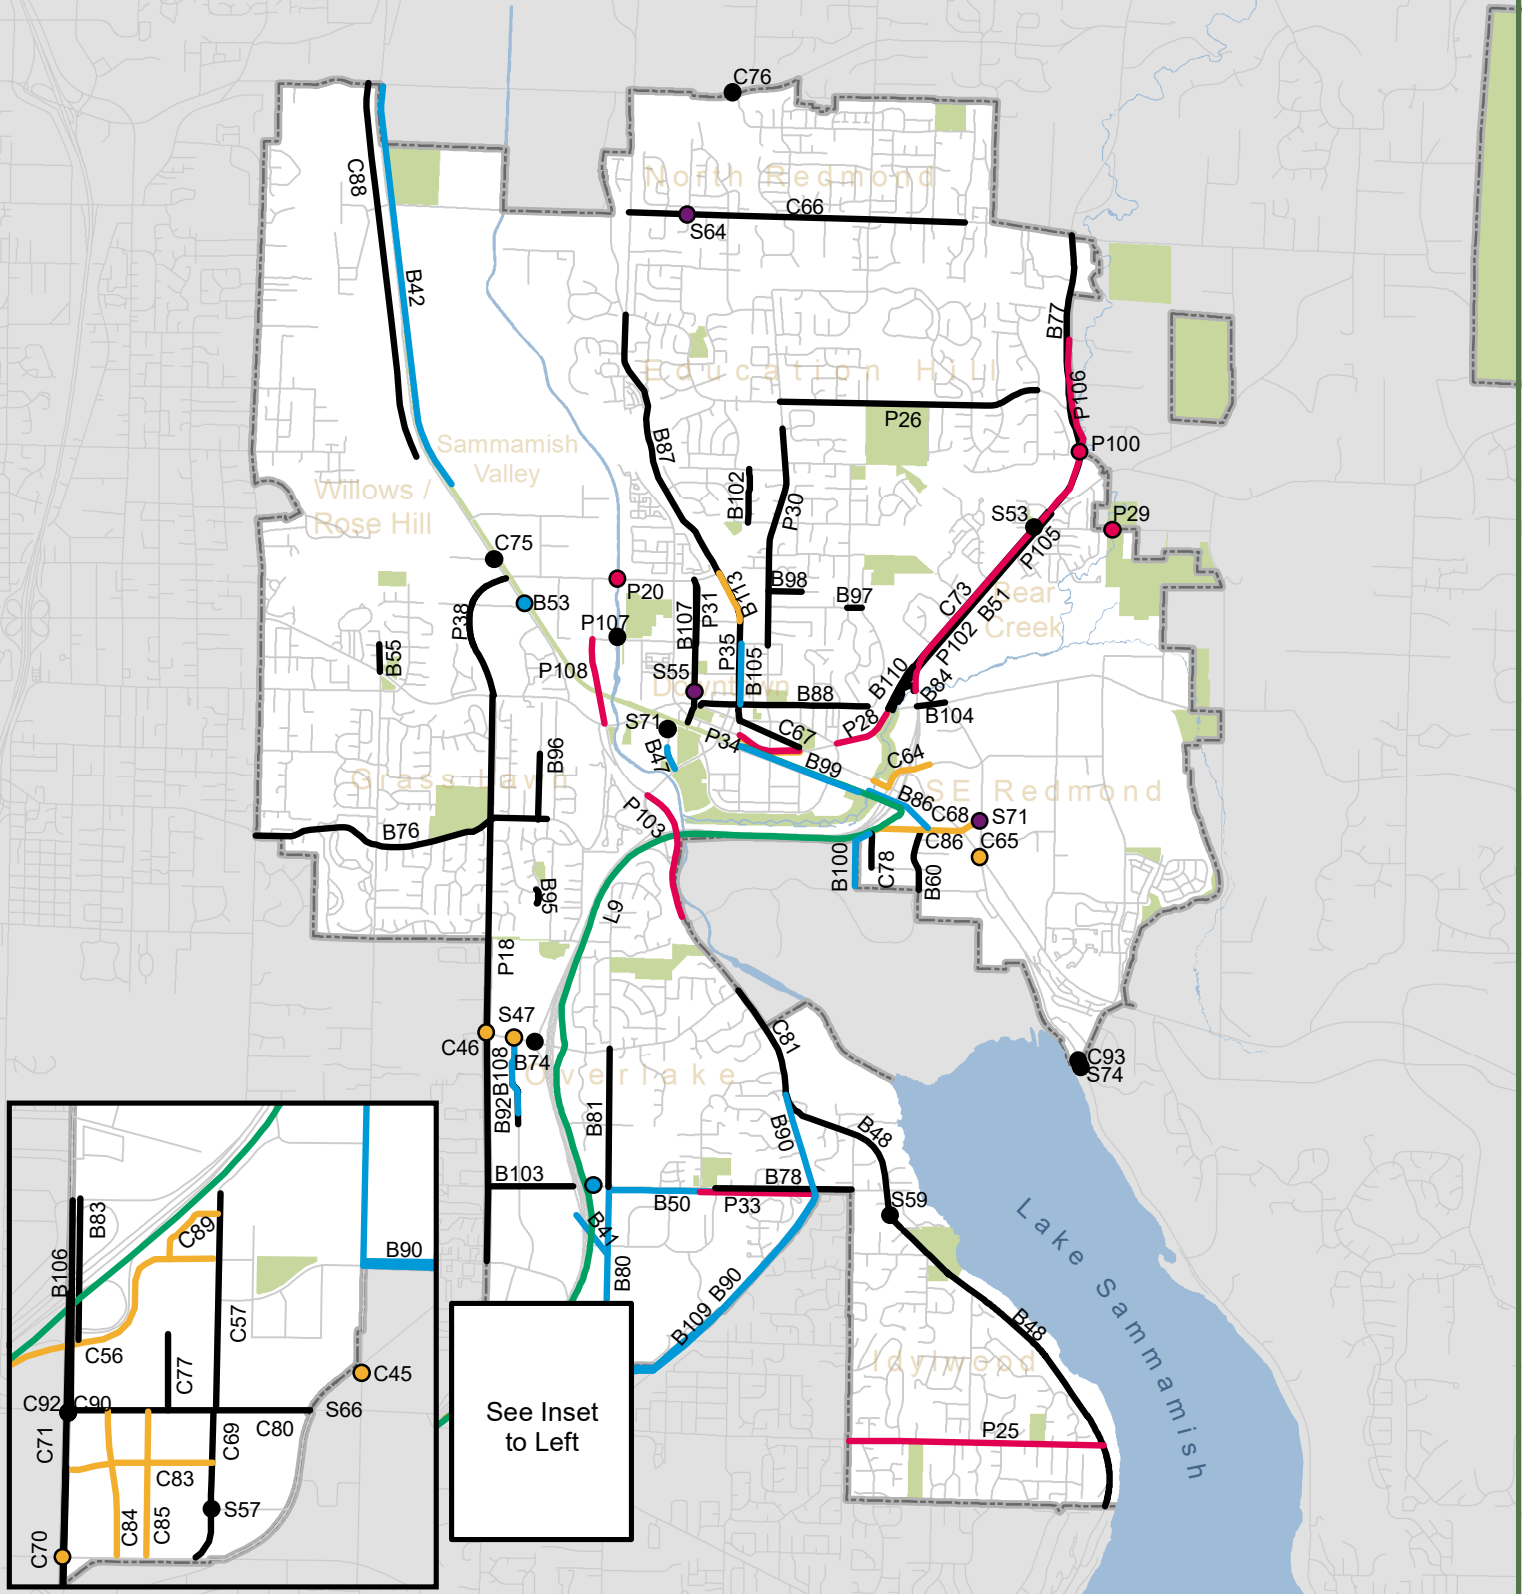 C76
North Redmond
C88
C66
S64
B42
B77
Education Hill
P106
P26
Sammamish
Valley
B87
P100
Willows /
Rose Hill
B102
P30
S53
P29
C75
P105
B113
B98
P20
B53
B97
C73
B51
P31
B107
P38
P107
Bear
Creek
P102
P35
B105
B55
P108
S55
Downtown
B110
B84
B88
B104
S71
P28
C67
P34
B47
B96
C64
B99
Grass Lawn
SE Redmond
B86
P103
C68
S71
B76
C86
C65
B100
C78
B60
B95
L9
P18
S47
C81
C46
B74
C93
S74
B108
Overlake
B92
B81
B90
B48
B103
B78
B50
P33
S59
B41
B83
C89
B106
B90
B80
B90
Lake Sammamish
C57
B109
B48
C56
C77
C45
Idylwood
C92
C90
S66
See Inset
to Left
C80
P25
C71
C69
C83
S57
C84
C85
C70